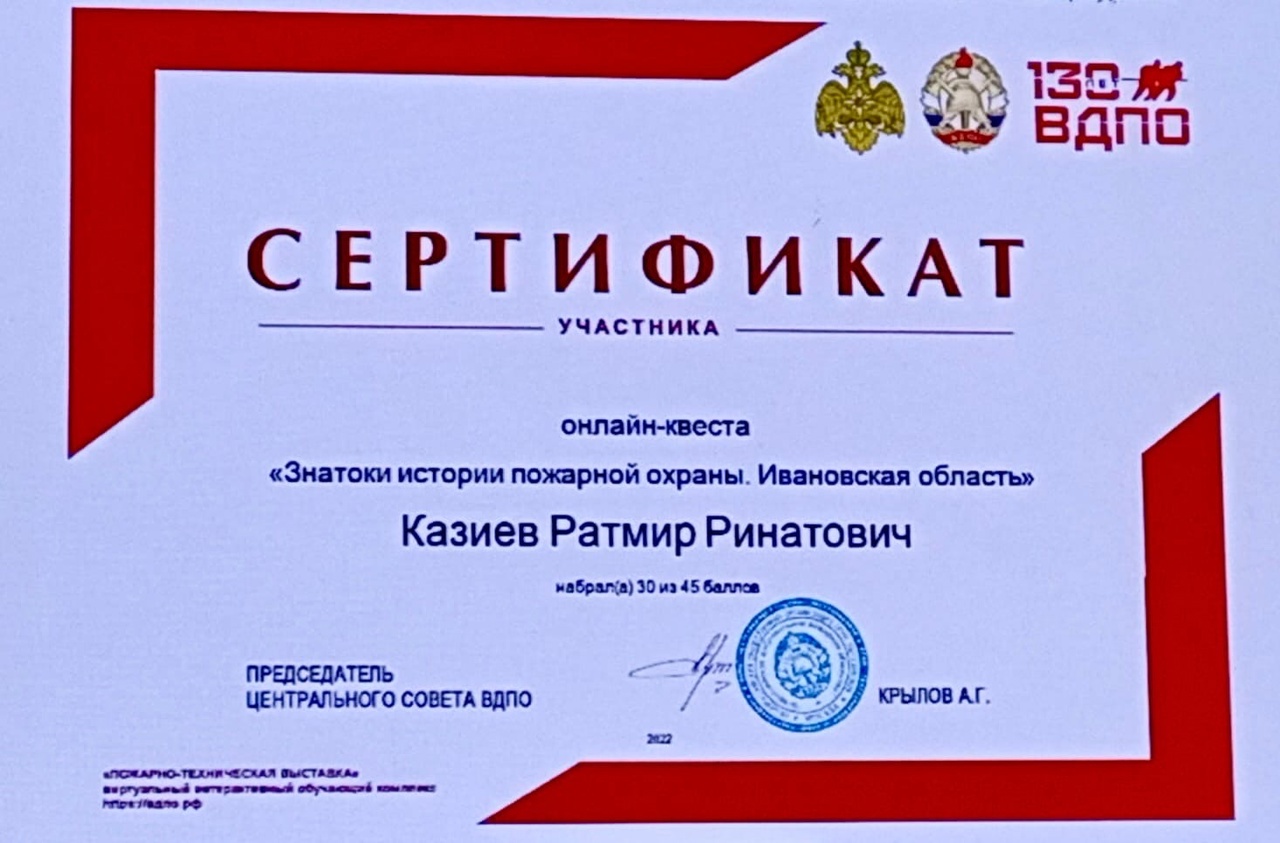 130
ВДПО
СЕРТИФИКАТ
УЧАСТНИКА
онлайн-квеста
«Знатоки истории пожарной охраны. Ивановская область»
Казиев Ратмир Ринатович
набрал(а) 30 из 45 баллов
ПРЕДСЕДАТЕЛЬ
ЦЕНТРАЛЬНОГО СОВЕТА ВДПО
КРЫЛОВ А.Г.
2022
«ПОЖАРНО-ТЕХНИЧЕСКАЯ ВЫСТАВКА»
виртуальный интерактивный обучающий комплекс
https://вдпо.рф